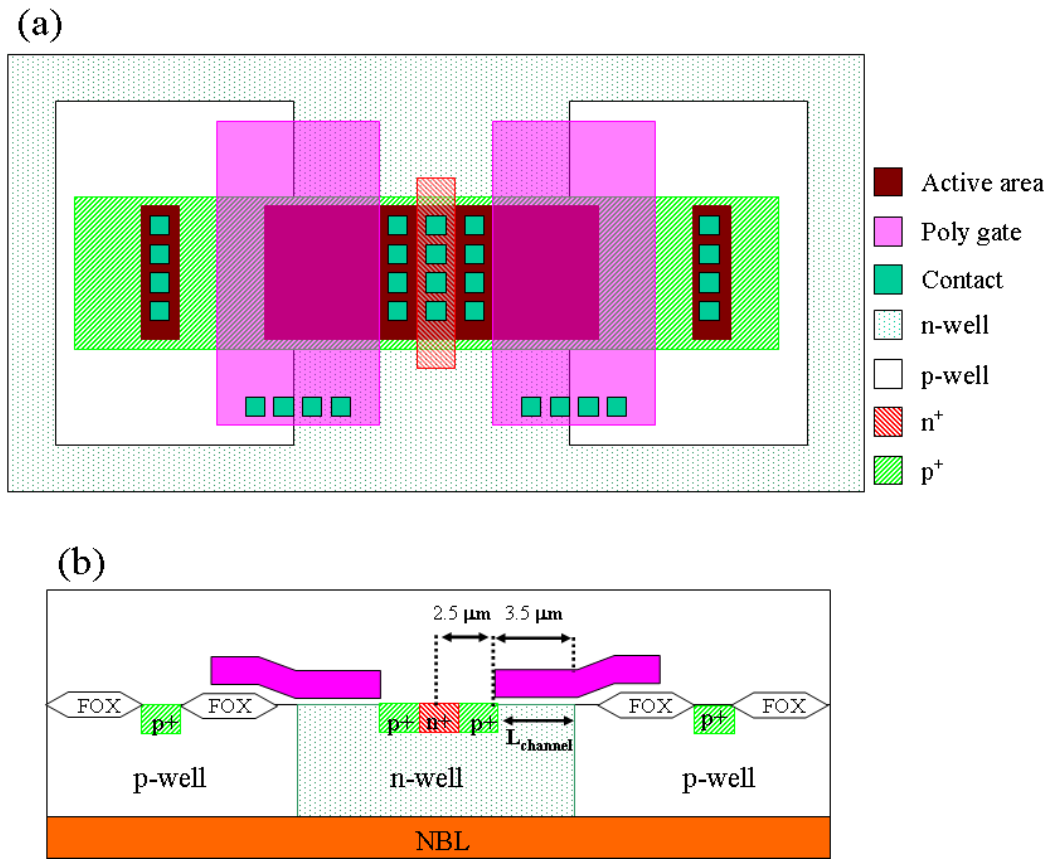 (a)
Active area
Poly gate
Contact
n-well
p-well
n+
p+
(b)
2.5 μm 3.5 μm
FOX p+ FOX p+ n+ p+ FOX p+ FOX
Lchannel
p-well n-well p-well
NBL